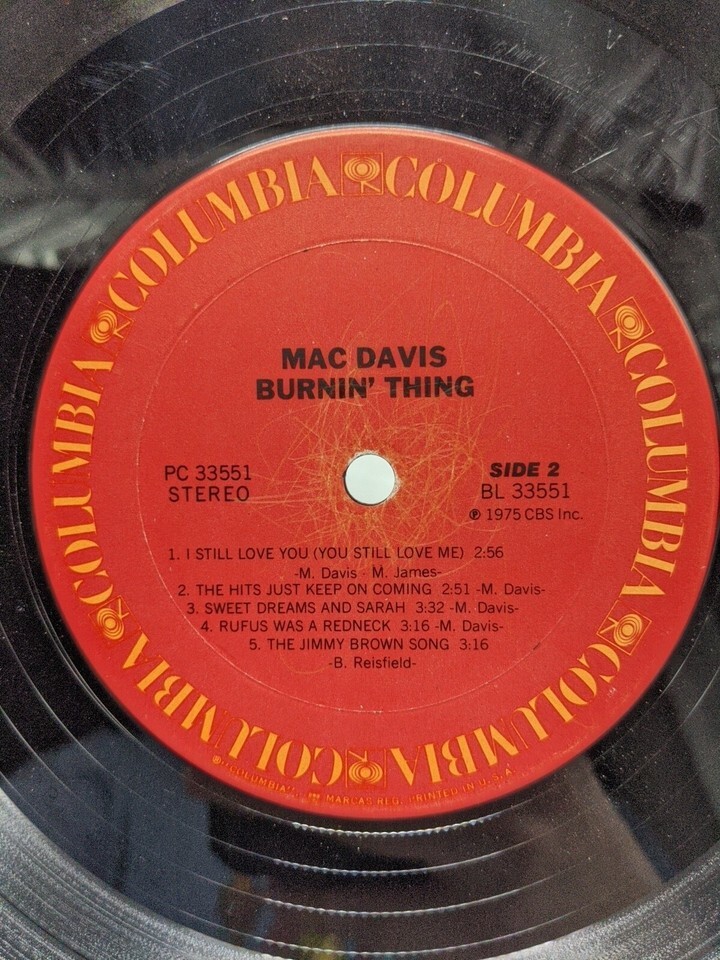 COLUMBIA COLUMBIA COLUMBIA COLUMBIA COLUMBIA COLUMBIA COLUMBIA COLUMBIA
MAC DAVIS
BURNIN' THING
PC 33551
STEREO
SIDE 2
BL 33551
℗ 1975 CBS Inc.
1. I STILL LOVE YOU (YOU STILL LOVE ME) 2:56
-M. Davis - M. James-
2. THE HITS JUST KEEP ON COMING 2:51 -M. Davis-
3. SWEET DREAMS AND SARAH 3:32 -M. Davis-
4. RUFUS WAS A REDNECK 3:16 -M. Davis-
5. THE JIMMY BROWN SONG 3:16
-B. Reisfield-
®"COLUMBIA", MARCAS REG. PRINTED IN U.S.A.